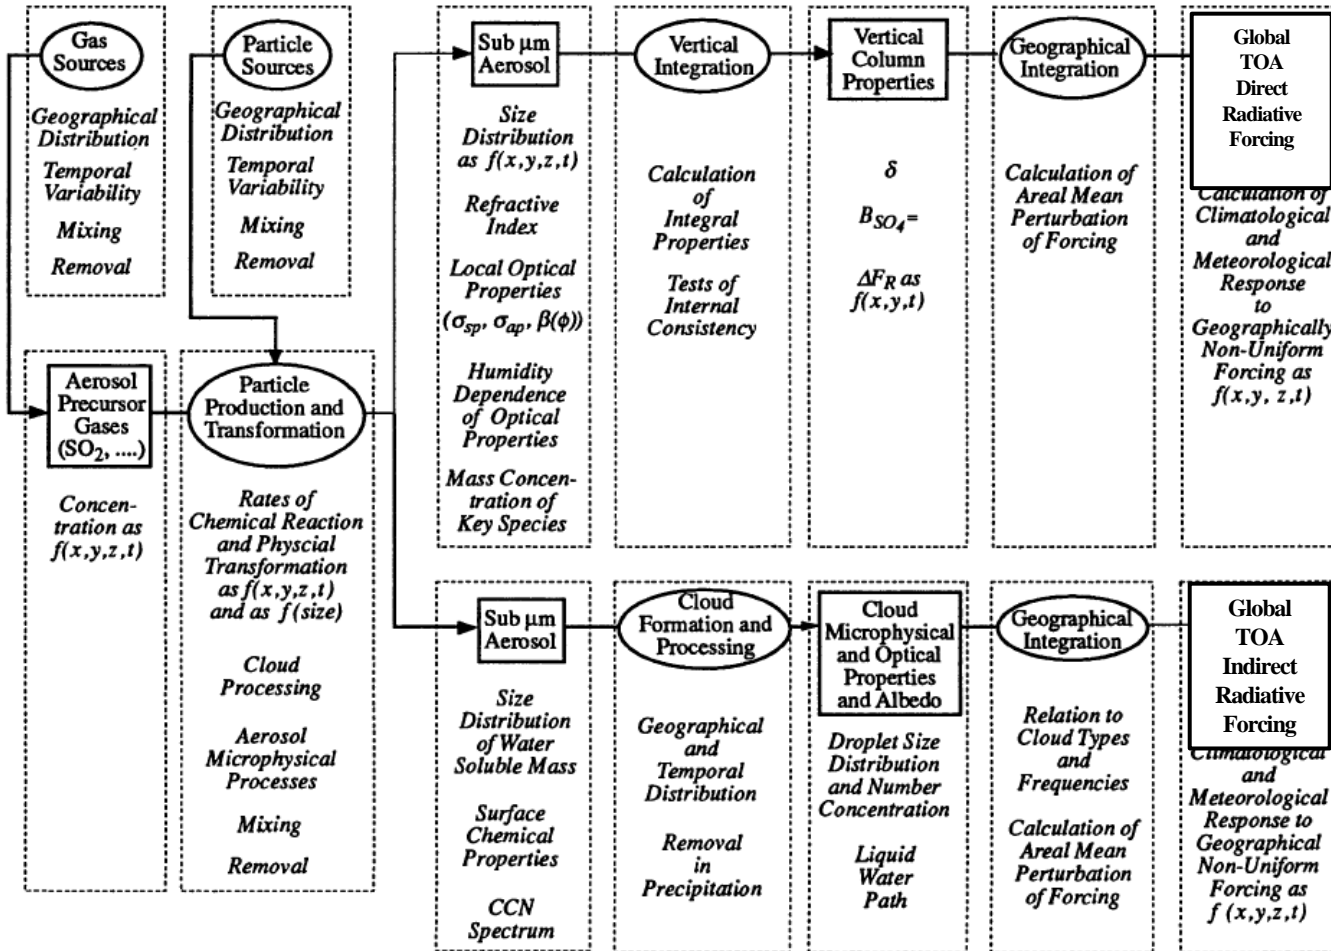 Gas
Sources
Geographical
Distribution
Temporal
Variability
Mixing
Removal
Particle
Sources
Geographical
Distribution
Temporal
Variability
Mixing
Removal
Aerosol
Precursor
Gases
(SO₂, ....)
Concen-
tration as
f(x,y,z,t)
Particle
Production and
Transformation
Rates of
Chemical Reaction
and Physcial
Transformation
as f(x,y,z,t)
and as f (size)
Cloud
Processing
Aerosol
Microphysical
Processes
Mixing
Removal
Sub μm
Aerosol
Size
Distribution
as f(x,y,z,t)
Refractive
Index
Local Optical
Properties
(σsp, σap, β(ϕ))
Humidity
Dependence
of Optical
Properties
Mass Concen-
tration of
Key Species
Vertical
Integration
Calculation
of
Integral
Properties
Tests of
Internal
Consistency
Vertical
Column
Properties
δ
BSO₄=
ΔFR as
f(x,y,t)
Geographical
Integration
Calculation of
Areal Mean
Perturbation
of Forcing
Global
TOA
Direct
Radiative
Forcing
Calculation of
Climatological
and
Meteorological
Response
to
Geographically
Non-Uniform
Forcing as
f(x,y, z,t)
Sub μm
Aerosol
Size
Distribution
of Water
Soluble Mass
Surface
Chemical
Properties
CCN
Spectrum
Cloud
Formation and
Processing
Geographical
and
Temporal
Distribution
Removal
in
Precipitation
Cloud
Microphysical
and Optical
Properties
and Albedo
Droplet Size
Distribution
and Number
Concentration
Liquid
Water
Path
Geographical
Integration
Relation to
Cloud Types
and
Frequencies
Calculation of
Areal Mean
Perturbation
of Forcing
Global
TOA
Indirect
Radiative
Forcing
Climatological
and
Meteorological
Response to
Geographical
Non-Uniform
Forcing as
f (x,y,z,t)